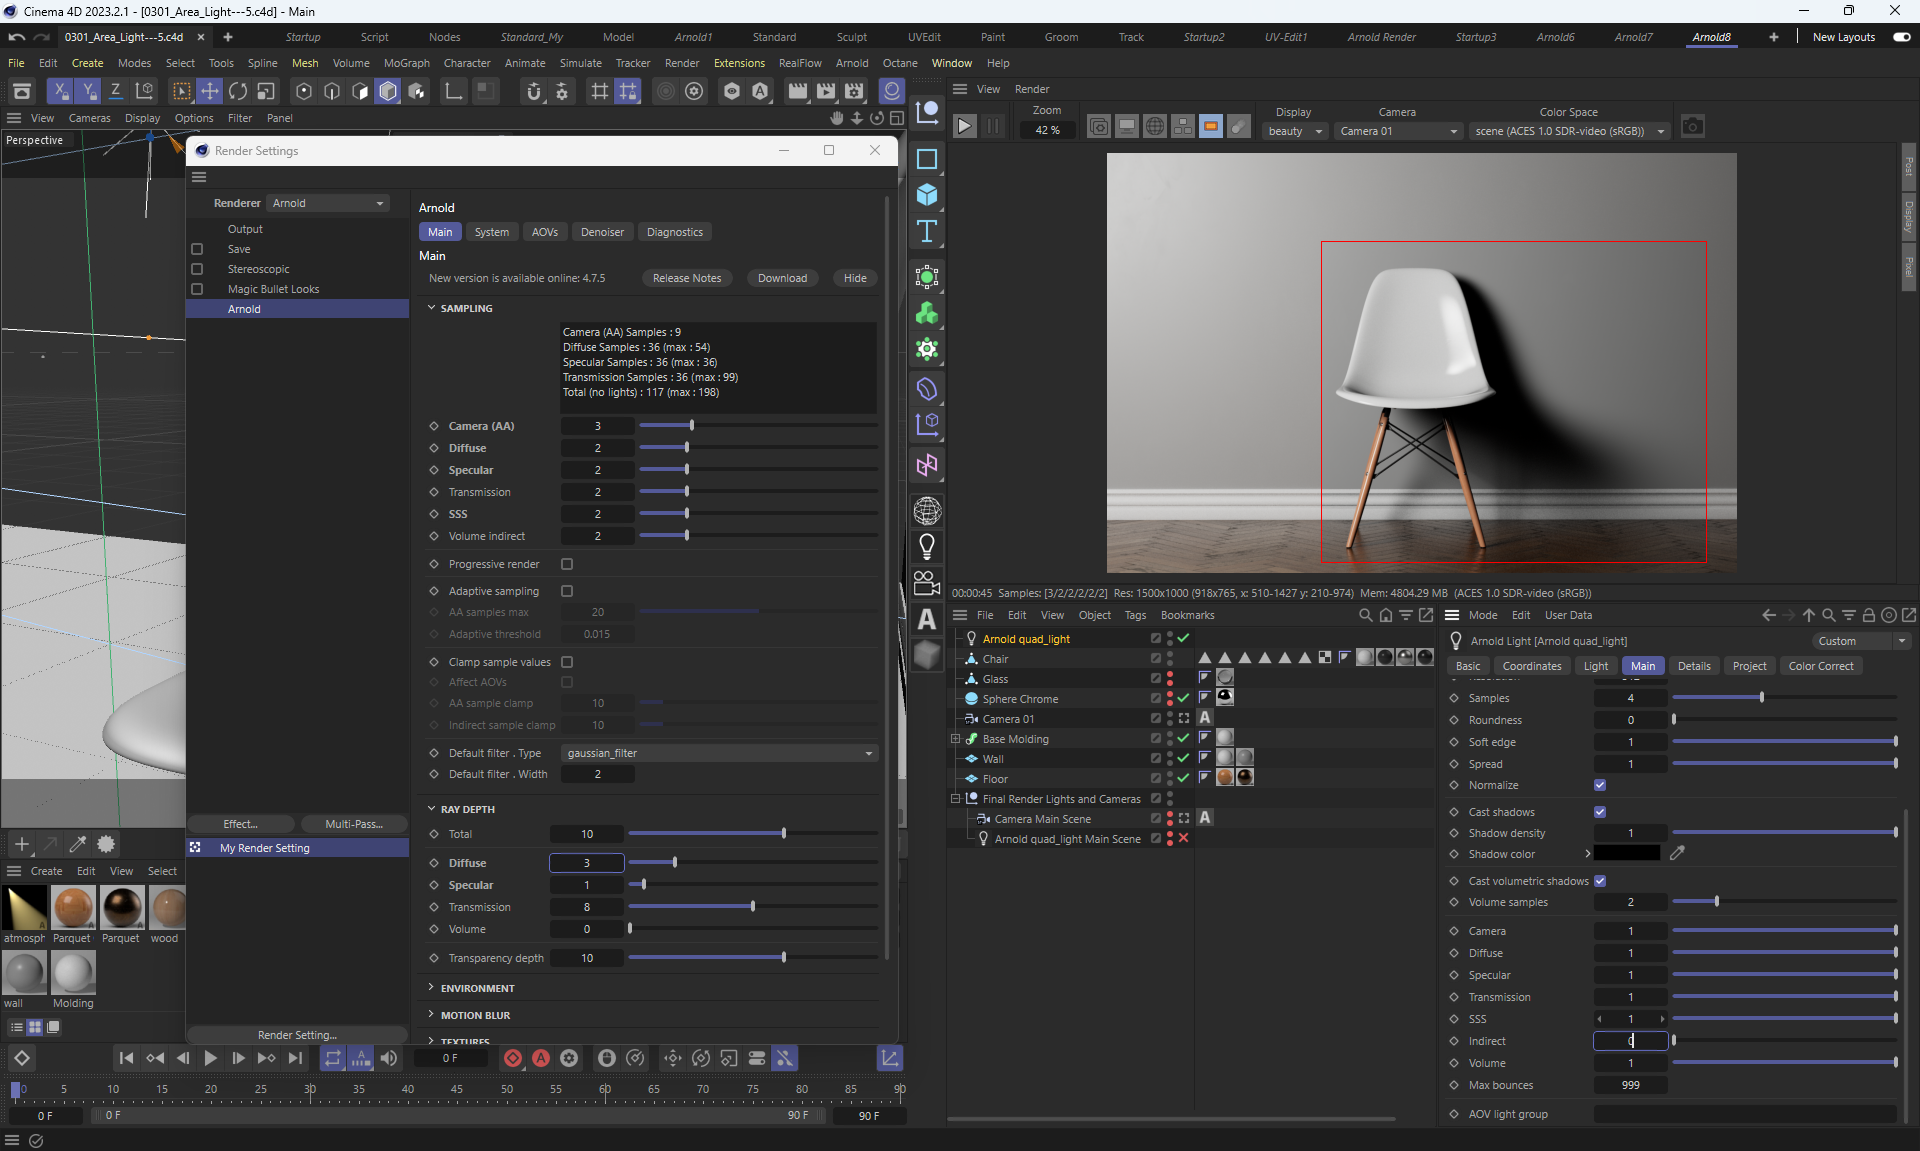 Cinema 4D 2023.2.1 - [0301_Area_Light---5.c4d] - Main
0301_Area_Light---5.c4d × + Startup Script Nodes Standard_My Model Arnold1 Standard Sculpt UVEdit Paint Groom Track Startup2 UV-Edit1 Arnold Render Startup3 Arnold6 Arnold7 Arnold8 + New Layouts
File Edit Create Modes Select Tools Spline Mesh Volume MoGraph Character Animate Simulate Tracker Render Extensions RealFlow Arnold Octane Window Help
View Cameras Display Options Filter Panel
Perspective
Render Settings
Renderer Arnold
Output
Save
Stereoscopic
Magic Bullet Looks
Arnold
Effect... Multi-Pass...
My Render Setting
Render Setting...
Arnold
Main System AOVs Denoiser Diagnostics
Main
New version is available online: 4.7.5 Release Notes Download Hide
SAMPLING
Camera (AA) Samples : 9
Diffuse Samples : 36 (max : 54)
Specular Samples : 36 (max : 36)
Transmission Samples : 36 (max : 99)
Total (no lights) : 117 (max : 198)
Camera (AA) 3
Diffuse 2
Specular 2
Transmission 2
SSS 2
Volume indirect 2
Progressive render
Adaptive sampling
AA samples max 20
Adaptive threshold 0.015
Clamp sample values
Affect AOVs
AA sample clamp 10
Indirect sample clamp 10
Default filter . Type gaussian_filter
Default filter . Width 2
RAY DEPTH
Total 10
Diffuse 3
Specular 1
Transmission 8
Volume 0
Transparency depth 10
ENVIRONMENT
MOTION BLUR
TEXTURES
Create Edit View Select
atmosph Parquet Parquet wood
wall Molding
0 F
0 5 10 15 20 25 30 35 40 45 50 55 60 65 70 75 80 85 90
0 F 0 F 90 F 90 F
View Render
Zoom Display Camera Color Space
42 % beauty Camera 01 scene (ACES 1.0 SDR-video (sRGB))
Post
Display
Pixel
00:00:45 Samples: [3/2/2/2/2/2] Res: 1500x1000 (918x765, x: 510-1427 y: 210-974) Mem: 4804.29 MB (ACES 1.0 SDR-video (sRGB))
File Edit View Object Tags Bookmarks
Arnold quad_light
Chair
Glass
Sphere Chrome
Camera 01
Base Molding
Wall
Floor
Final Render Lights and Cameras
Camera Main Scene
Arnold quad_light Main Scene
Mode Edit User Data
Arnold Light [Arnold quad_light] Custom
Basic Coordinates Light Main Details Project Color Correct
Samples 4
Roundness 0
Soft edge 1
Spread 1
Normalize
Cast shadows
Shadow density 1
Shadow color
Cast volumetric shadows
Volume samples 2
Camera 1
Diffuse 1
Specular 1
Transmission 1
SSS 1
Indirect 0
Volume 1
Max bounces 999
AOV light group